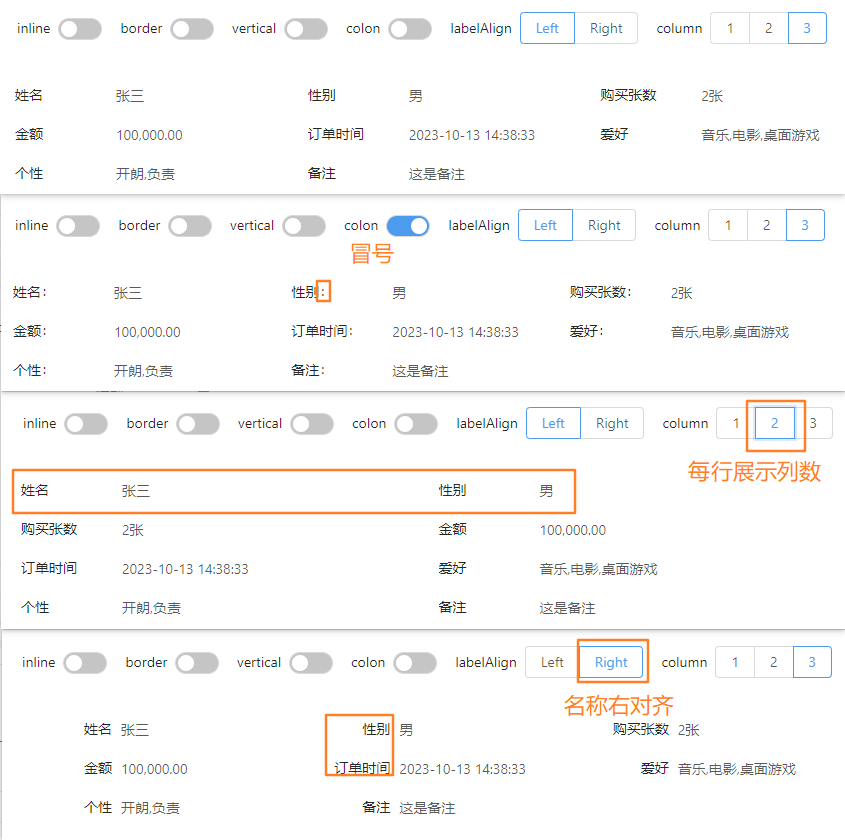 inline border vertical colon labelAlign Left Right column 1 2 3
姓名 张三 性别 男 购买张数 2张
金额 100,000.00 订单时间 2023-10-13 14:38:33 爱好 音乐,电影,桌面游戏
个性 开朗,负责 备注 这是备注
inline border vertical colon labelAlign Left Right column 1 2 3
冒号
姓名: 张三 性别: 男 购买张数: 2张
金额: 100,000.00 订单时间: 2023-10-13 14:38:33 爱好: 音乐,电影,桌面游戏
个性: 开朗,负责 备注: 这是备注
inline border vertical colon labelAlign Left Right column 1 2 3
每行展示列数
姓名 张三 性别 男
购买张数 2张 金额 100,000.00
订单时间 2023-10-13 14:38:33 爱好 音乐,电影,桌面游戏
个性 开朗,负责 备注 这是备注
inline border vertical colon labelAlign Left Right column 1 2 3
名称右对齐
姓名 张三 性别 男 购买张数 2张
金额 100,000.00 订单时间 2023-10-13 14:38:33 爱好 音乐,电影,桌面游戏
个性 开朗,负责 备注 这是备注